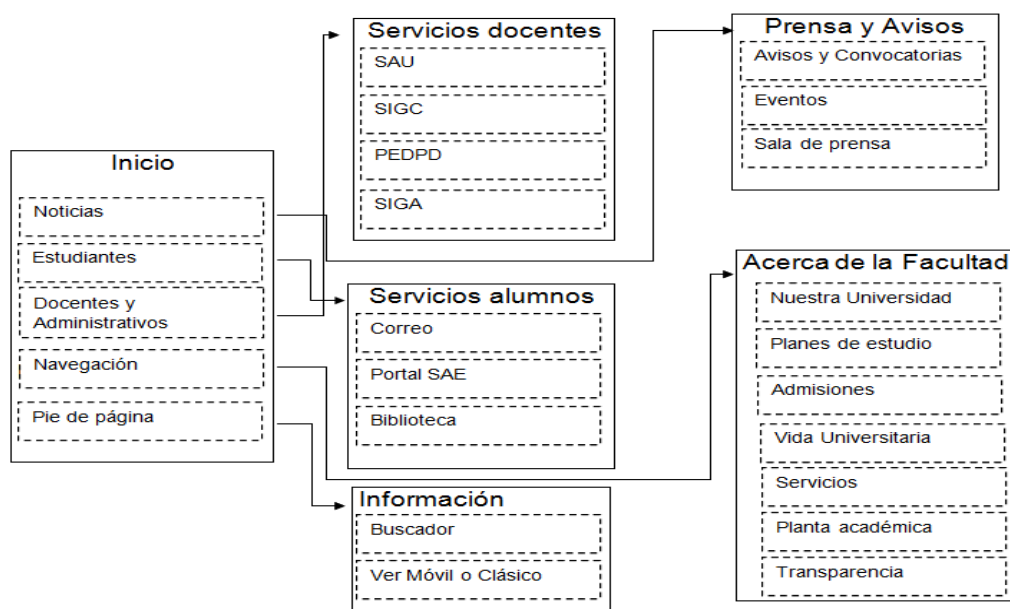 Inicio
Noticias
Estudiantes
Docentes y
Administrativos
Navegación
Pie de página
Servicios docentes
SAU
SIGC
PEDPD
SIGA
Servicios alumnos
Correo
Portal SAE
Biblioteca
Información
Buscador
Ver Móvil o Clásico
Prensa y Avisos
Avisos y Convocatorias
Eventos
Sala de prensa
Acerca de la Facultad
Nuestra Universidad
Planes de estudio
Admisiones
Vida Universitaria
Servicios
Planta académica
Transparencia